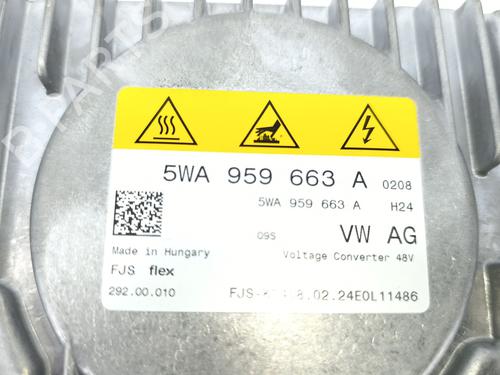 B-PARTS
5WA 959 663 A 0208
5WA 959 663 A H24
09S VW AG
Made in Hungary Voltage Converter 48V
FJS flex
292.00.010